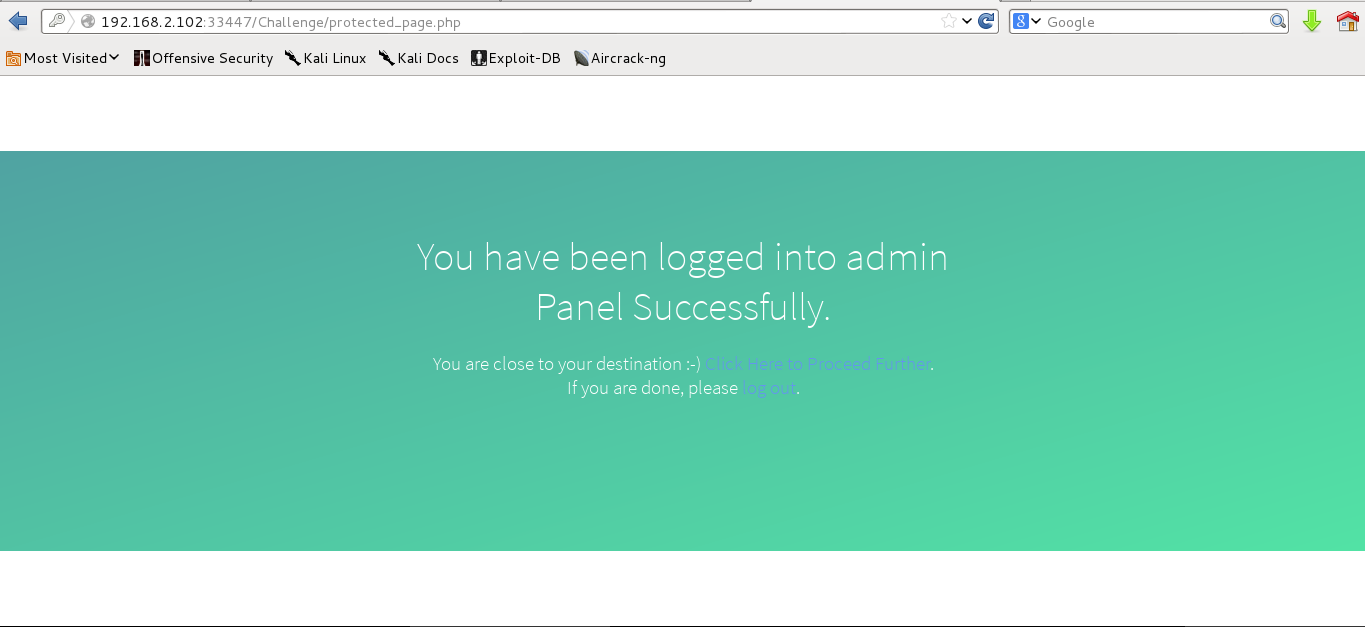 192.168.2.102:33447/Challenge/protected_page.php
Google
Most Visited Offensive Security Kali Linux Kali Docs Exploit-DB Aircrack-ng
You have been logged into admin
Panel Successfully.
You are close to your destination :-) Click Here to Proceed Further.
If you are done, please log out.